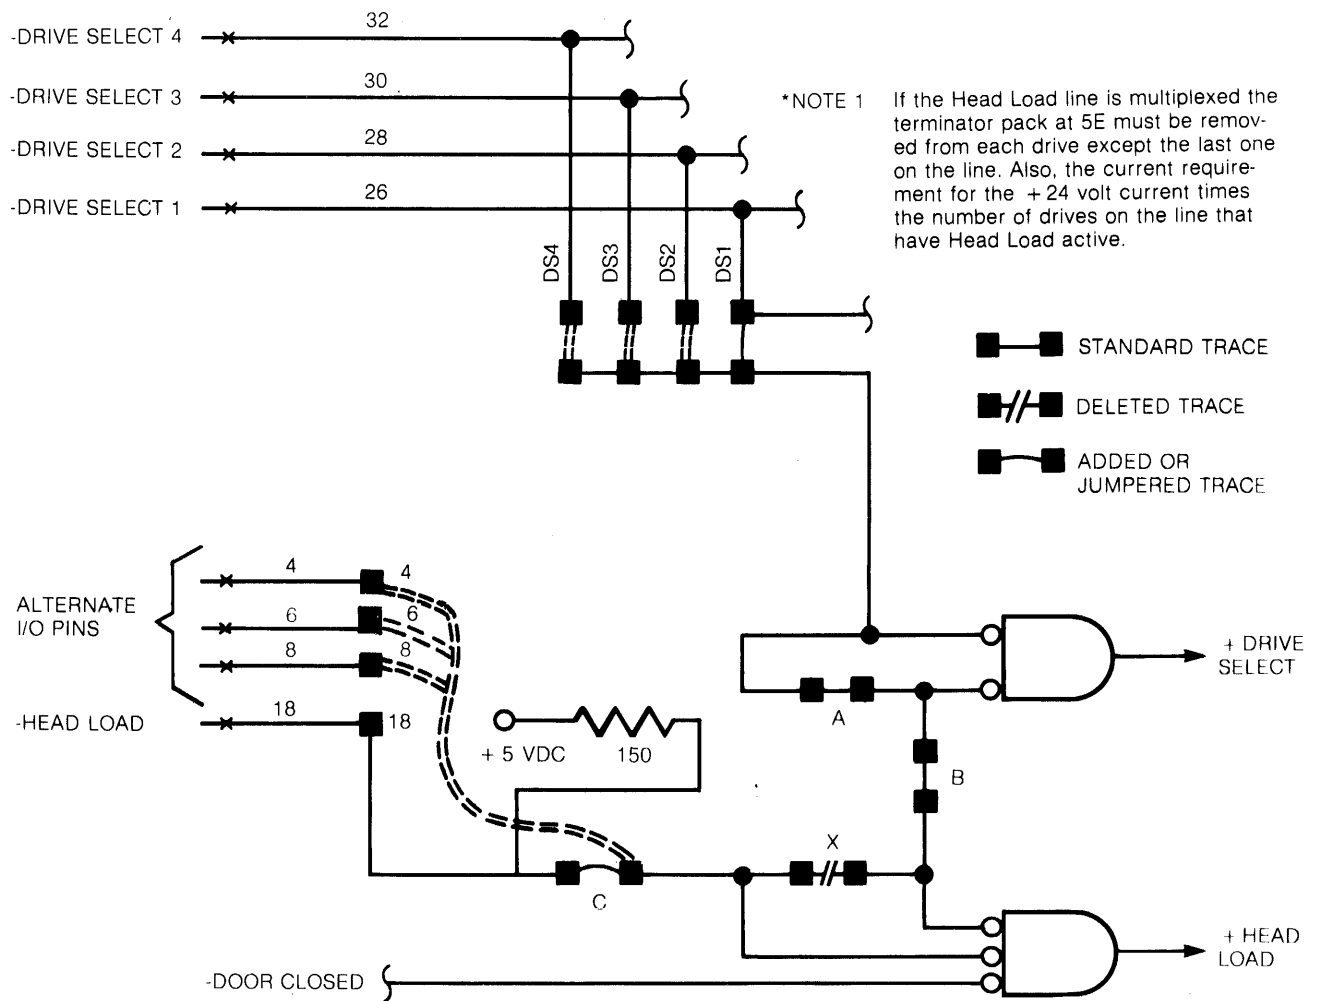 -DRIVE SELECT 4
32
-DRIVE SELECT 3
30
-DRIVE SELECT 2
28
-DRIVE SELECT 1
26
*NOTE 1
If the Head Load line is multiplexed the
terminator pack at 5E must be remov-
ed from each drive except the last one
on the line. Also, the current require-
ment for the +24 volt current times
the number of drives on the line that
have Head Load active.
DS4
DS3
DS2
DS1
STANDARD TRACE
DELETED TRACE
ADDED OR
JUMPERED TRACE
ALTERNATE
I/O PINS
4
4
6
6
8
8
-HEAD LOAD
18
18
+ 5 VDC
150
A
B
X
C
+ DRIVE
SELECT
+ HEAD
LOAD
-DOOR CLOSED